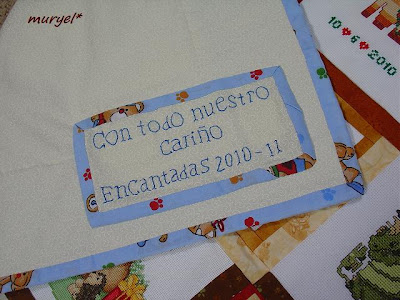 muryel*
10 * 6 * 2010
Con todo nuestro
cariño
Encantadas 2010-11